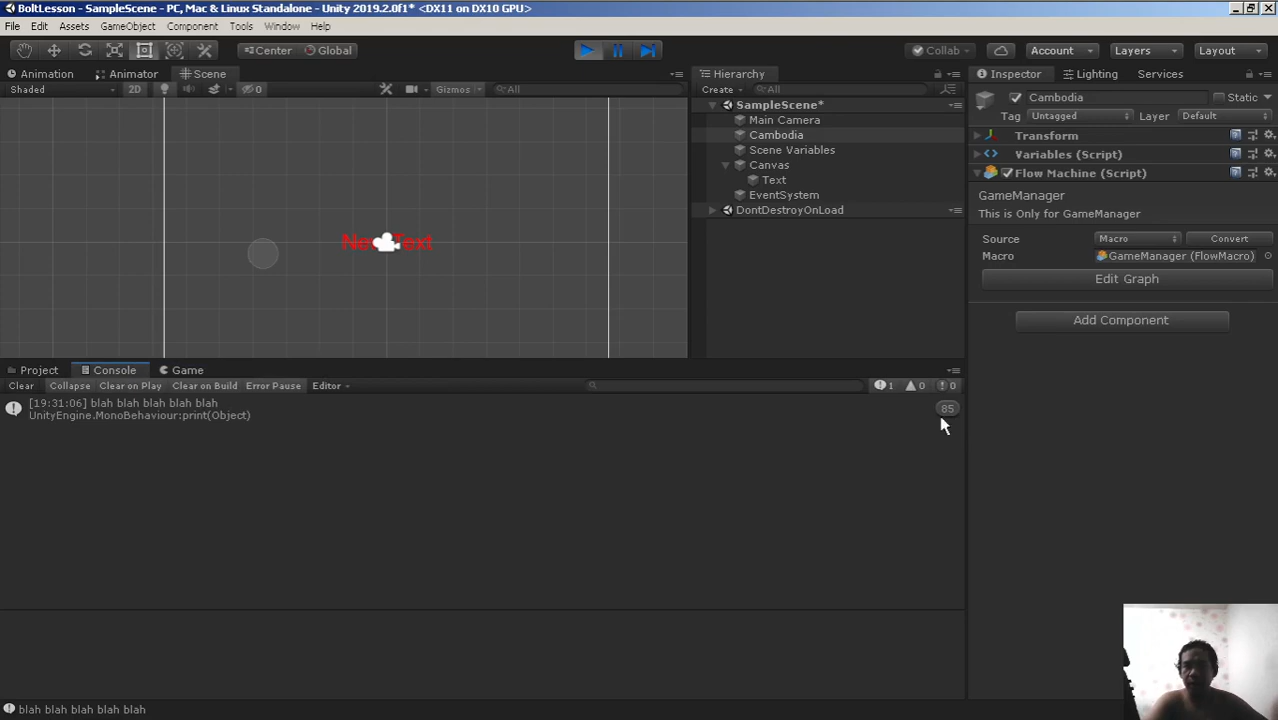 BoltLesson - SampleScene - PC, Mac & Linux Standalone - Unity 2019.2.0f1* <DX11 on DX10 GPU>
File Edit Assets GameObject Component Tools Window Help
Center Global Collab Account Layers Layout
Animation Animator Scene Hierarchy Inspector Lighting Services
Shaded 2D 0 Gizmos All Create All
Cambodia Static
SampleScene*
Tag Untagged Layer Default
Main Camera
Cambodia
Transform
Scene Variables
Variables (Script)
Canvas
Flow Machine (Script)
Text
EventSystem
GameManager
DontDestroyOnLoad
This is Only for GameManager
New Text
Source Macro Convert
Macro GameManager (FlowMacro)
Edit Graph
Add Component
Project Console Game
Clear Collapse Clear on Play Clear on Build Error Pause Editor 1 0 0
[19:31:06] blah blah blah blah blah
UnityEngine.MonoBehaviour:print(Object)
85
blah blah blah blah blah